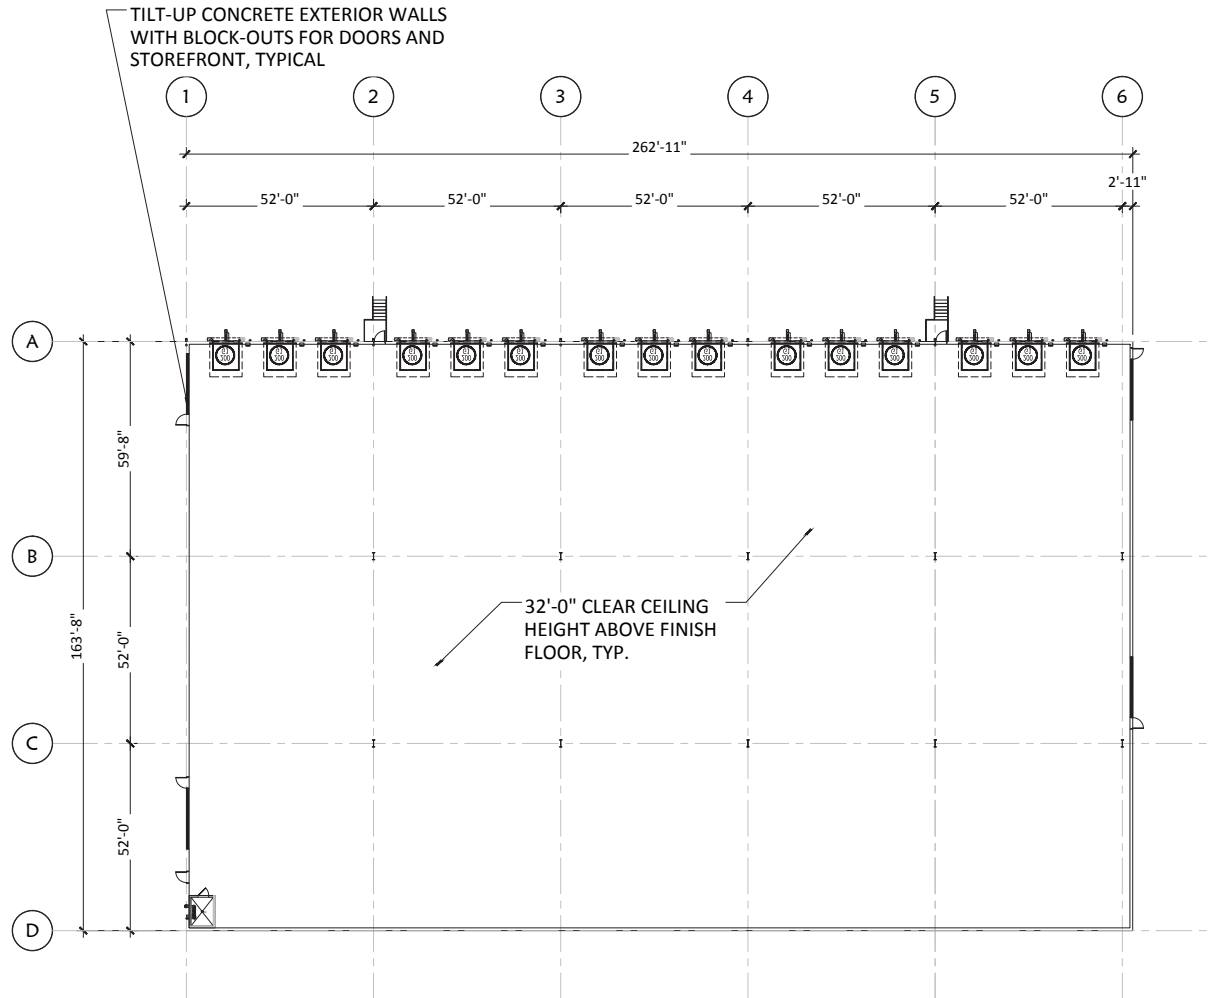 TILT-UP CONCRETE EXTERIOR WALLS
WITH BLOCK-OUTS FOR DOORS AND
STOREFRONT, TYPICAL
1
2
3
4
5
6
262'-11"
2'-11"
52'-0"
52'-0"
52'-0"
52'-0"
52'-0"
A
B
C
D
59'-8"
163'-8"
52'-0"
52'-0"
32'-0" CLEAR CEILING
HEIGHT ABOVE FINISH
FLOOR, TYP.